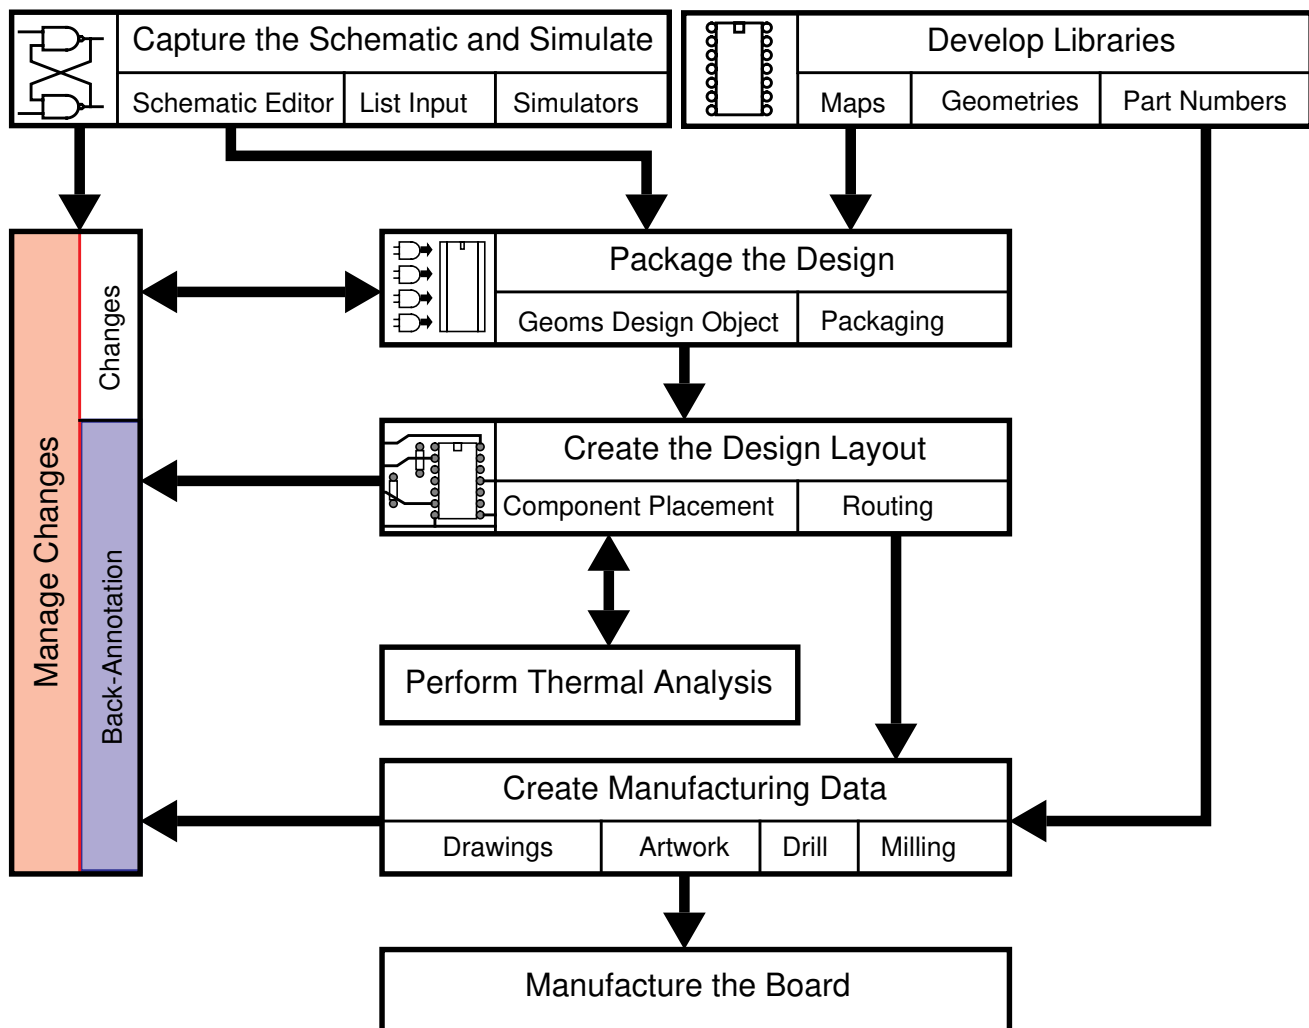 Capture the Schematic and Simulate
Schematic Editor
List Input
Simulators
Develop Libraries
Maps
Geometries
Part Numbers
Manage Changes
Changes
Back-Annotation
Package the Design
Geoms Design Object
Packaging
Create the Design Layout
Component Placement
Routing
Perform Thermal Analysis
Create Manufacturing Data
Drawings
Artwork
Drill
Milling
Manufacture the Board